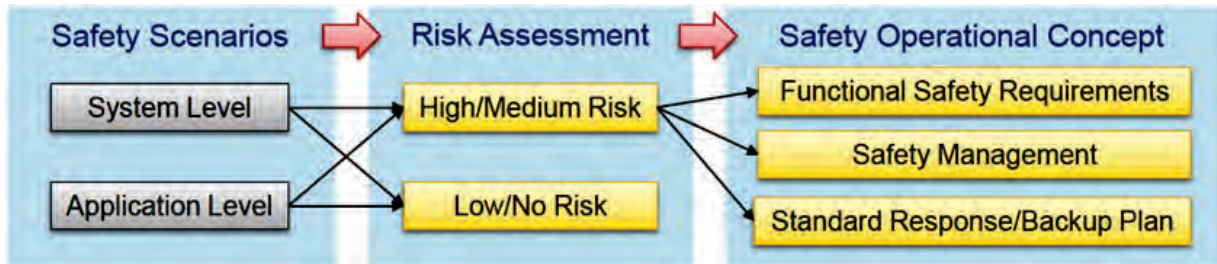 Safety Scenarios
Risk Assessment
Safety Operational Concept
System Level
Application Level
High/Medium Risk
Low/No Risk
Functional Safety Requirements
Safety Management
Standard Response/Backup Plan